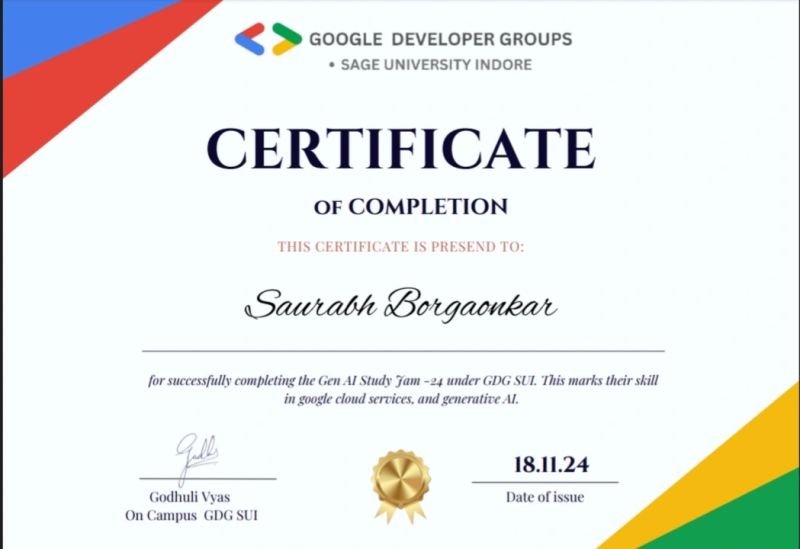 GOOGLE DEVELOPER GROUPS
• SAGE UNIVERSITY INDORE
CERTIFICATE
OF COMPLETION
THIS CERTIFICATE IS PRESEND TO:
Saurabh Borgaonkar
for successfully completing the Gen AI Study Jam -24 under GDG SUI. This marks their skill
in google cloud services, and generative AI.
18.11.24
Godhuli Vyas
Date of issue
On Campus GDG SUI